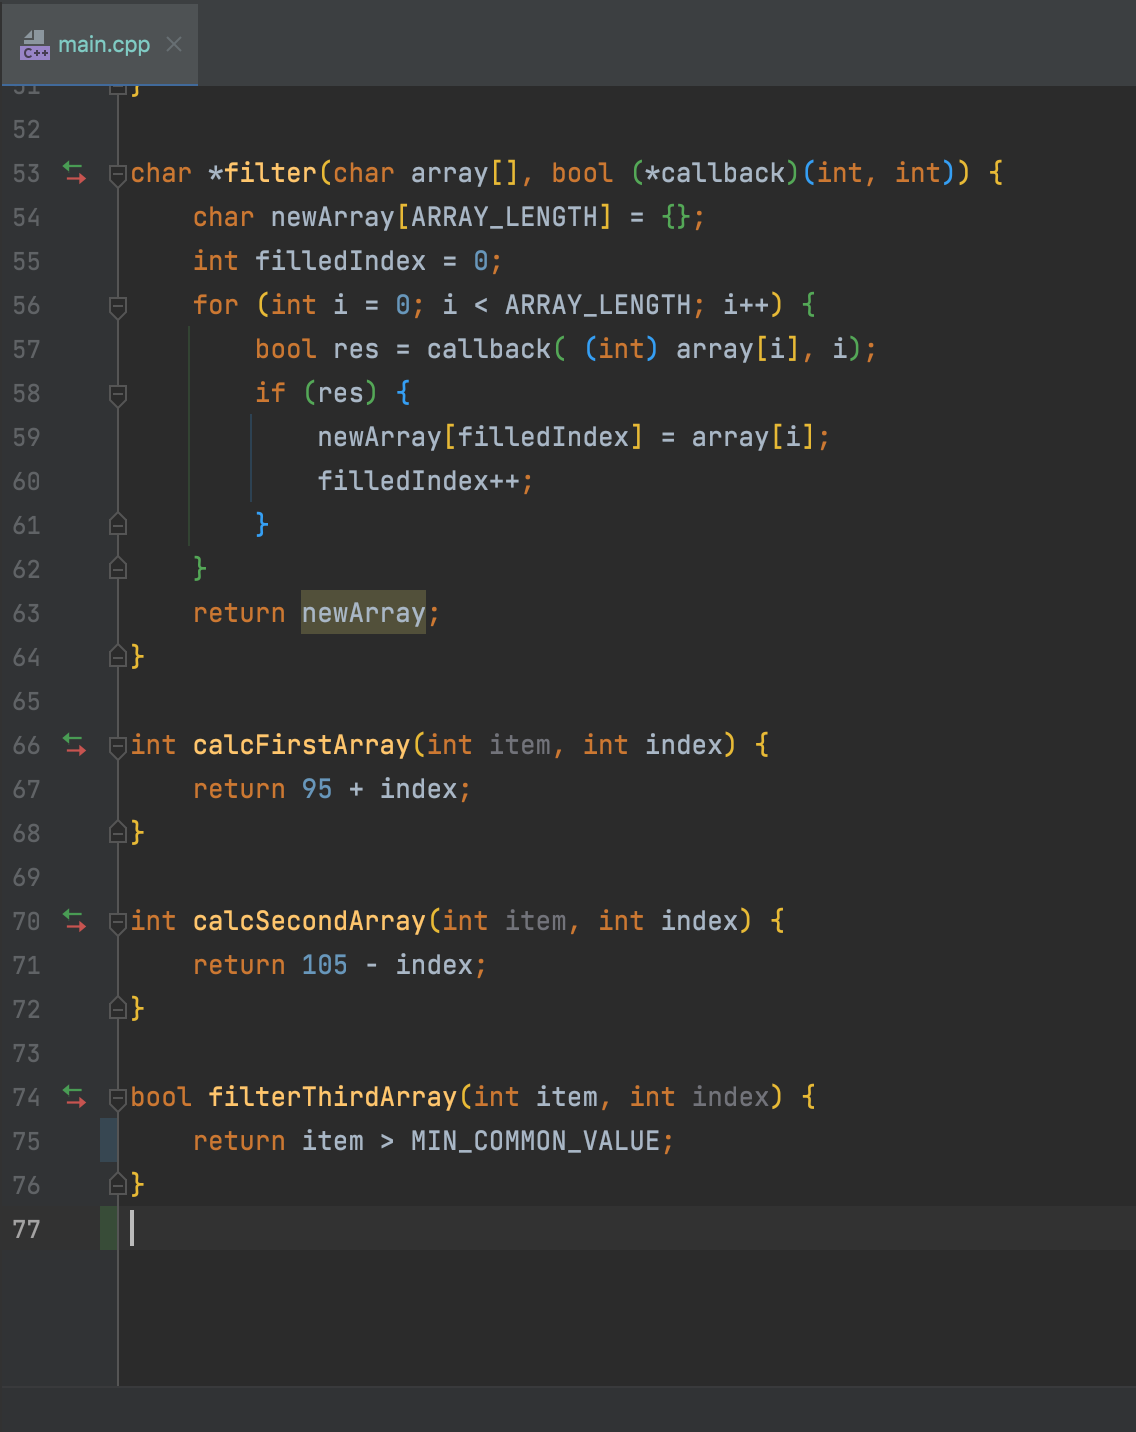 C++ main.cpp
51 }
52
53 char *filter(char array[], bool (*callback)(int, int)) {
54 char newArray[ARRAY_LENGTH] = {};
55 int filledIndex = 0;
56 for (int i = 0; i < ARRAY_LENGTH; i++) {
57 bool res = callback( (int) array[i], i);
58 if (res) {
59 newArray[filledIndex] = array[i];
60 filledIndex++;
61 }
62 }
63 return newArray;
64 }
65
66 int calcFirstArray(int item, int index) {
67 return 95 + index;
68 }
69
70 int calcSecondArray(int item, int index) {
71 return 105 - index;
72 }
73
74 bool filterThirdArray(int item, int index) {
75 return item > MIN_COMMON_VALUE;
76 }
77